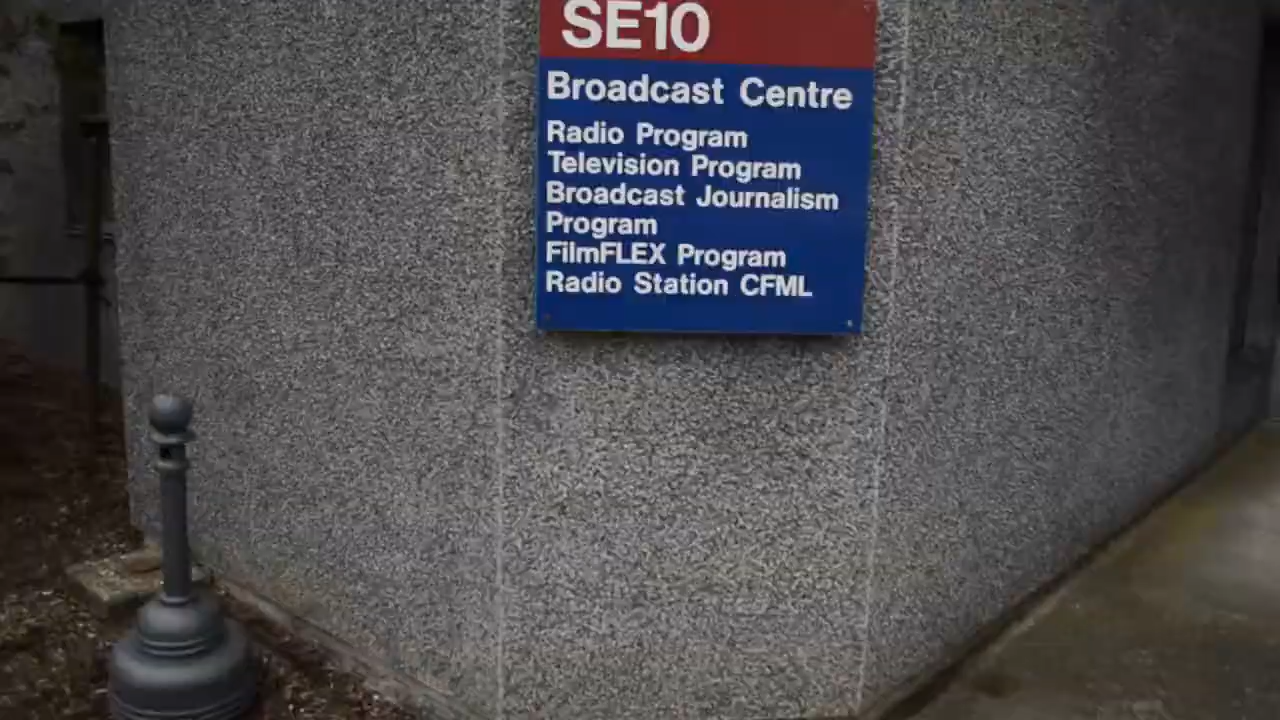 SE10
Broadcast Centre
Radio Program
Television Program
Broadcast Journalism
Program
FilmFLEX Program
Radio Station CFML